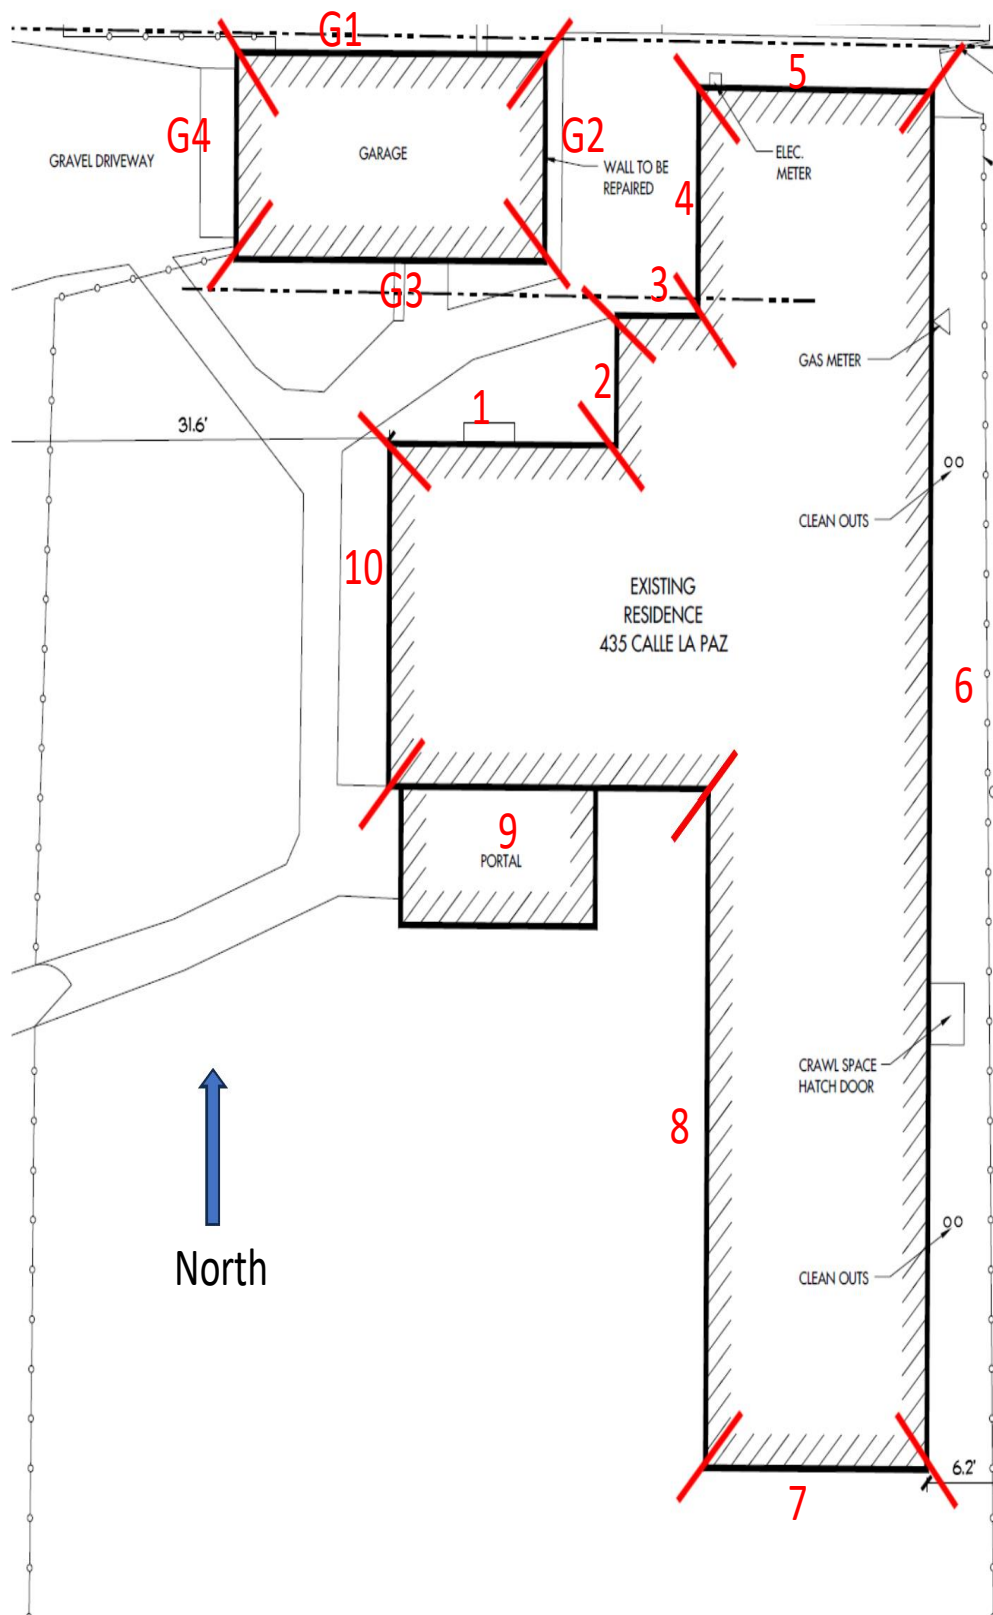 G1
5
G4
G2
GRAVEL DRIVEWAY
GARAGE
WALL TO BE
REPAIRED
ELEC.
METER
4
G3
3
GAS METER
2
1
31.6'
CLEAN OUTS
10
EXISTING
RESIDENCE
435 CALLE LA PAZ
6
9
PORTAL
CRAWL SPACE
HATCH DOOR
8
North
CLEAN OUTS
6.2'
7